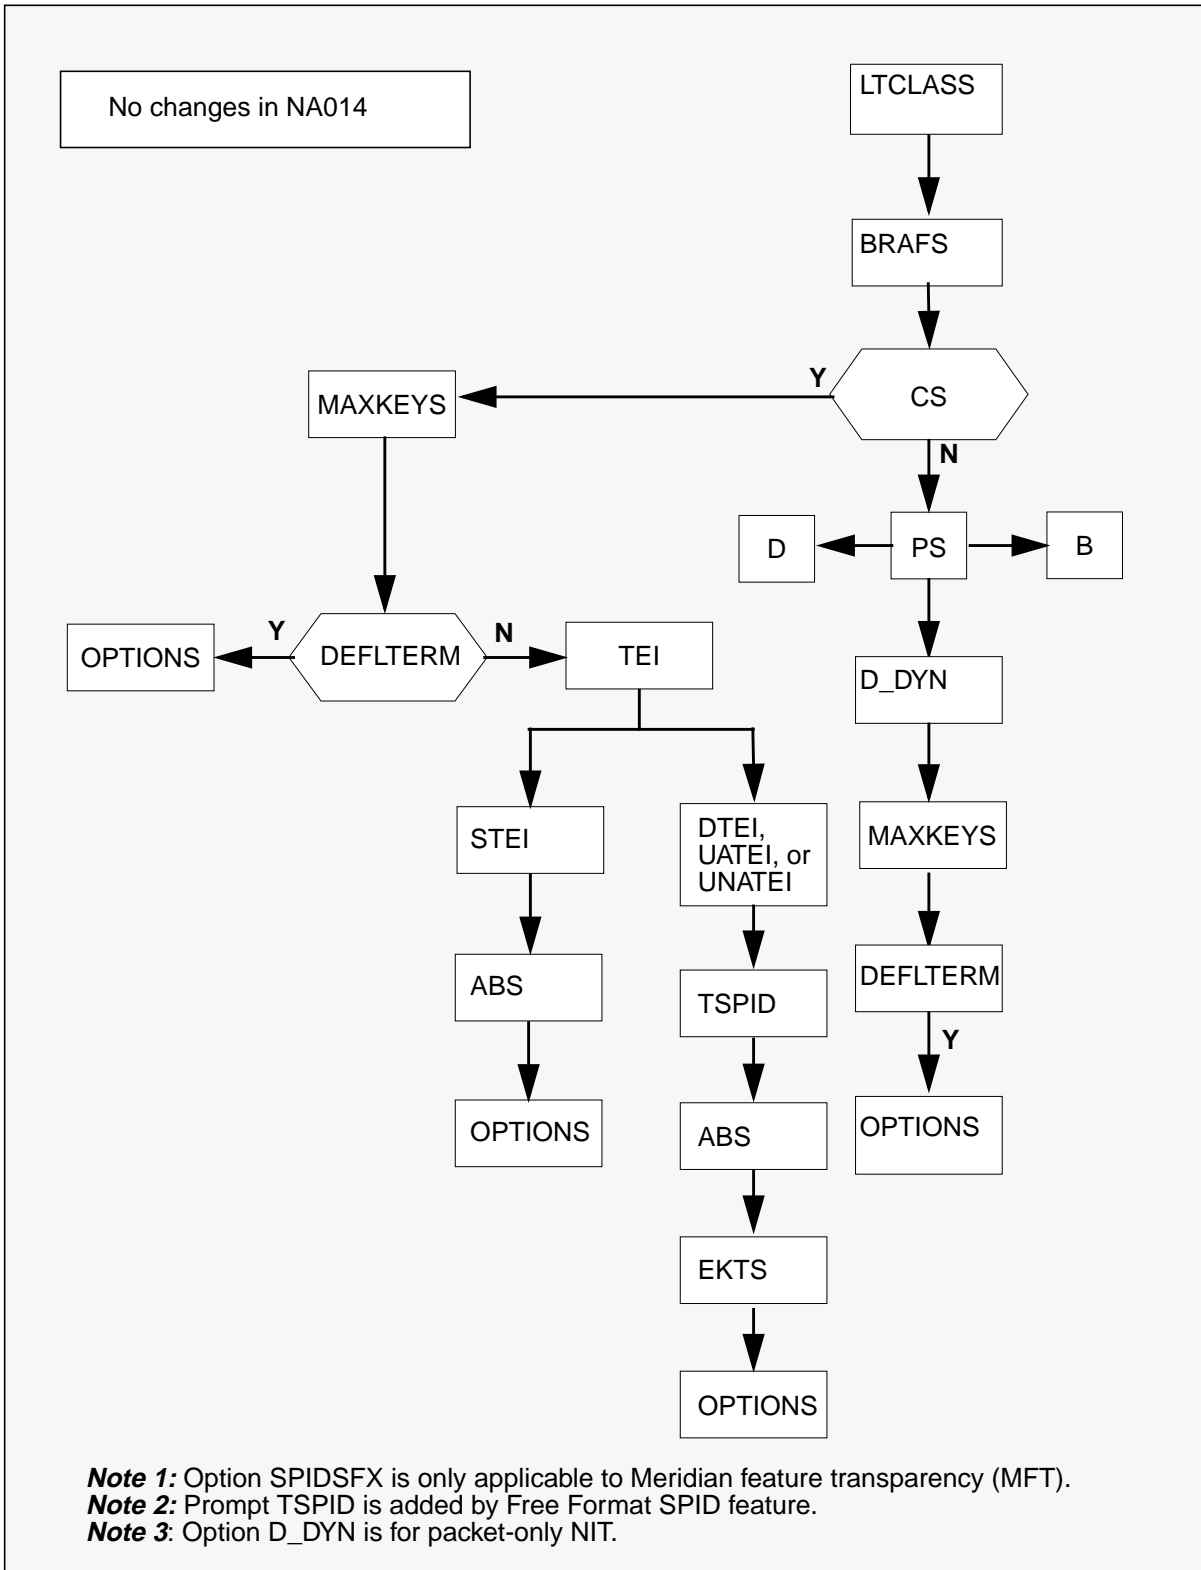 No changes in NA014
LTCLASS
BRAFS
Y
CS
MAXKEYS
N
D
PS
B
Y
N
OPTIONS
DEFLTERM
TEI
D_DYN
STEI
DTEI,
UATEI, or
UNATEI
MAXKEYS
ABS
TSPID
DEFLTERM
Y
OPTIONS
ABS
OPTIONS
EKTS
OPTIONS
Note 1: Option SPIDSFX is only applicable to Meridian feature transparency (MFT).
Note 2: Prompt TSPID is added by Free Format SPID feature.
Note 3: Option D_DYN is for packet-only NIT.